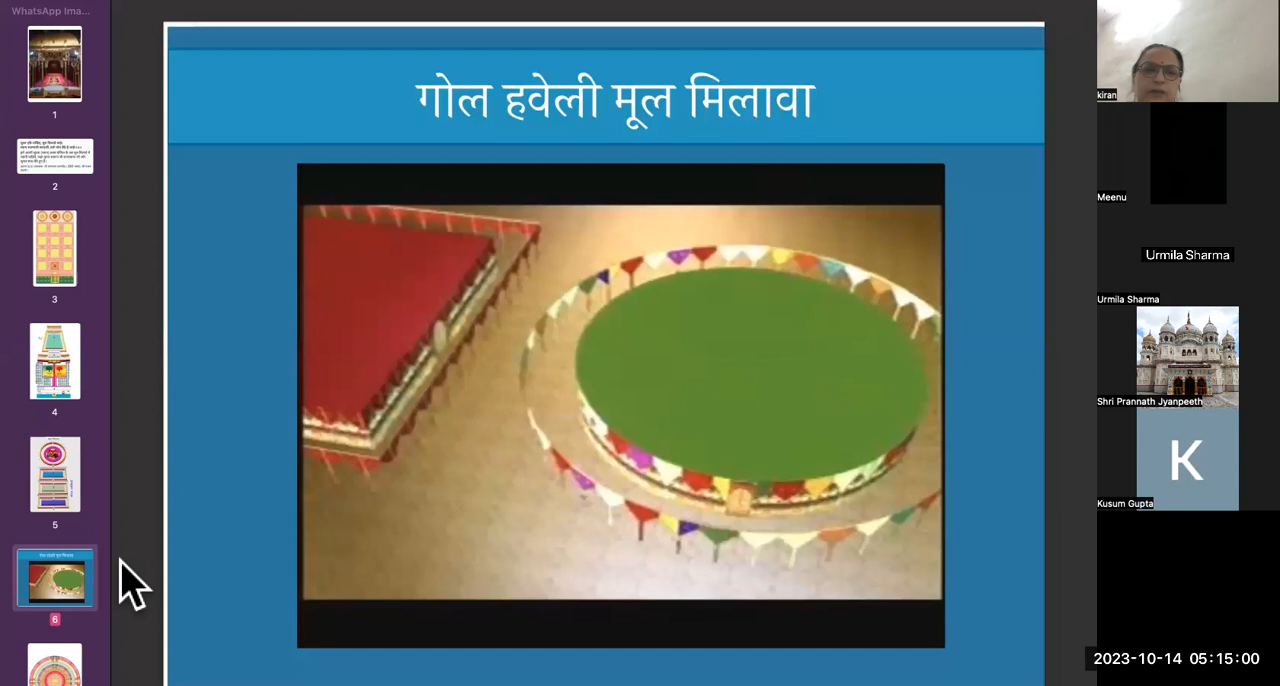 WhatsApp Ima...
1
2
3
4
5
6
गोल हवेली मूल मिलावा
kiran
Meenu
Urmila Sharma
Urmila Sharma
Shri Prannath Jyanpeeth
K
Kusum Gupta
2023-10-14 05:15:00